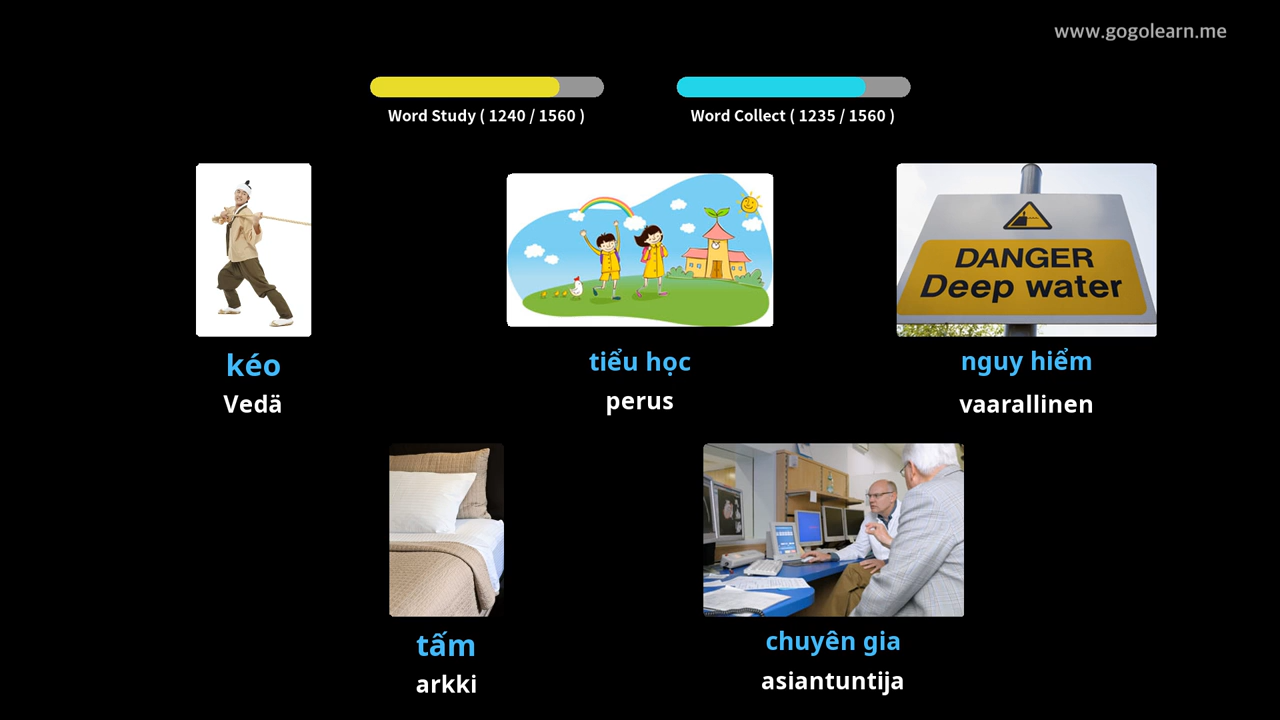 www.gogolearn.me
Word Study ( 1240 / 1560 )
Word Collect ( 1235 / 1560 )
DANGER
Deep water
kéo
Vedä
tiểu học
perus
nguy hiểm
vaarallinen
tấm
arkki
chuyên gia
asiantuntija